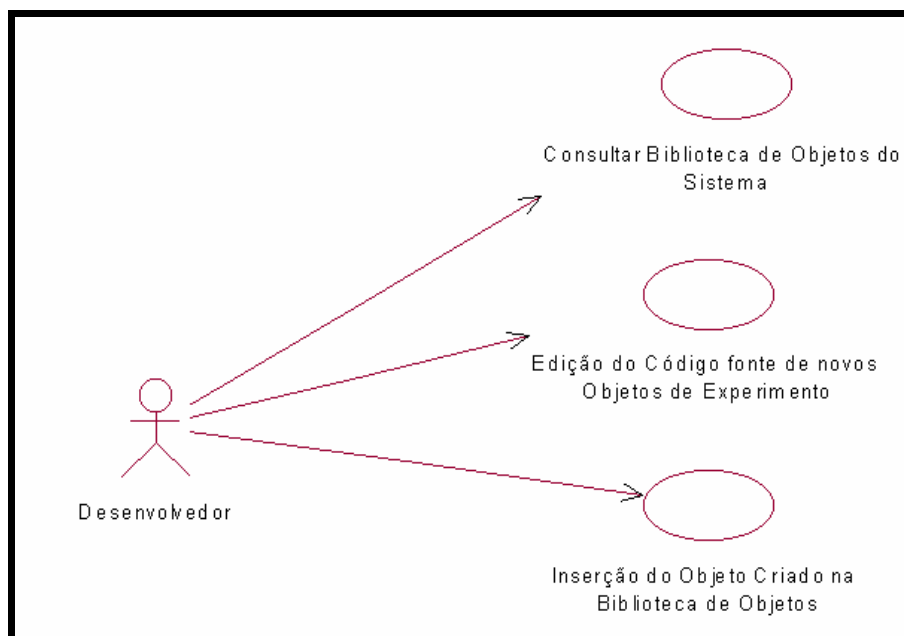 Consultar Biblioteca de Objetos do
Sistema
Edição do Código fonte de novos
Objetos de Experimento
Desenvolvedor
Inserção do Objeto Criado na
Biblioteca de Objetos